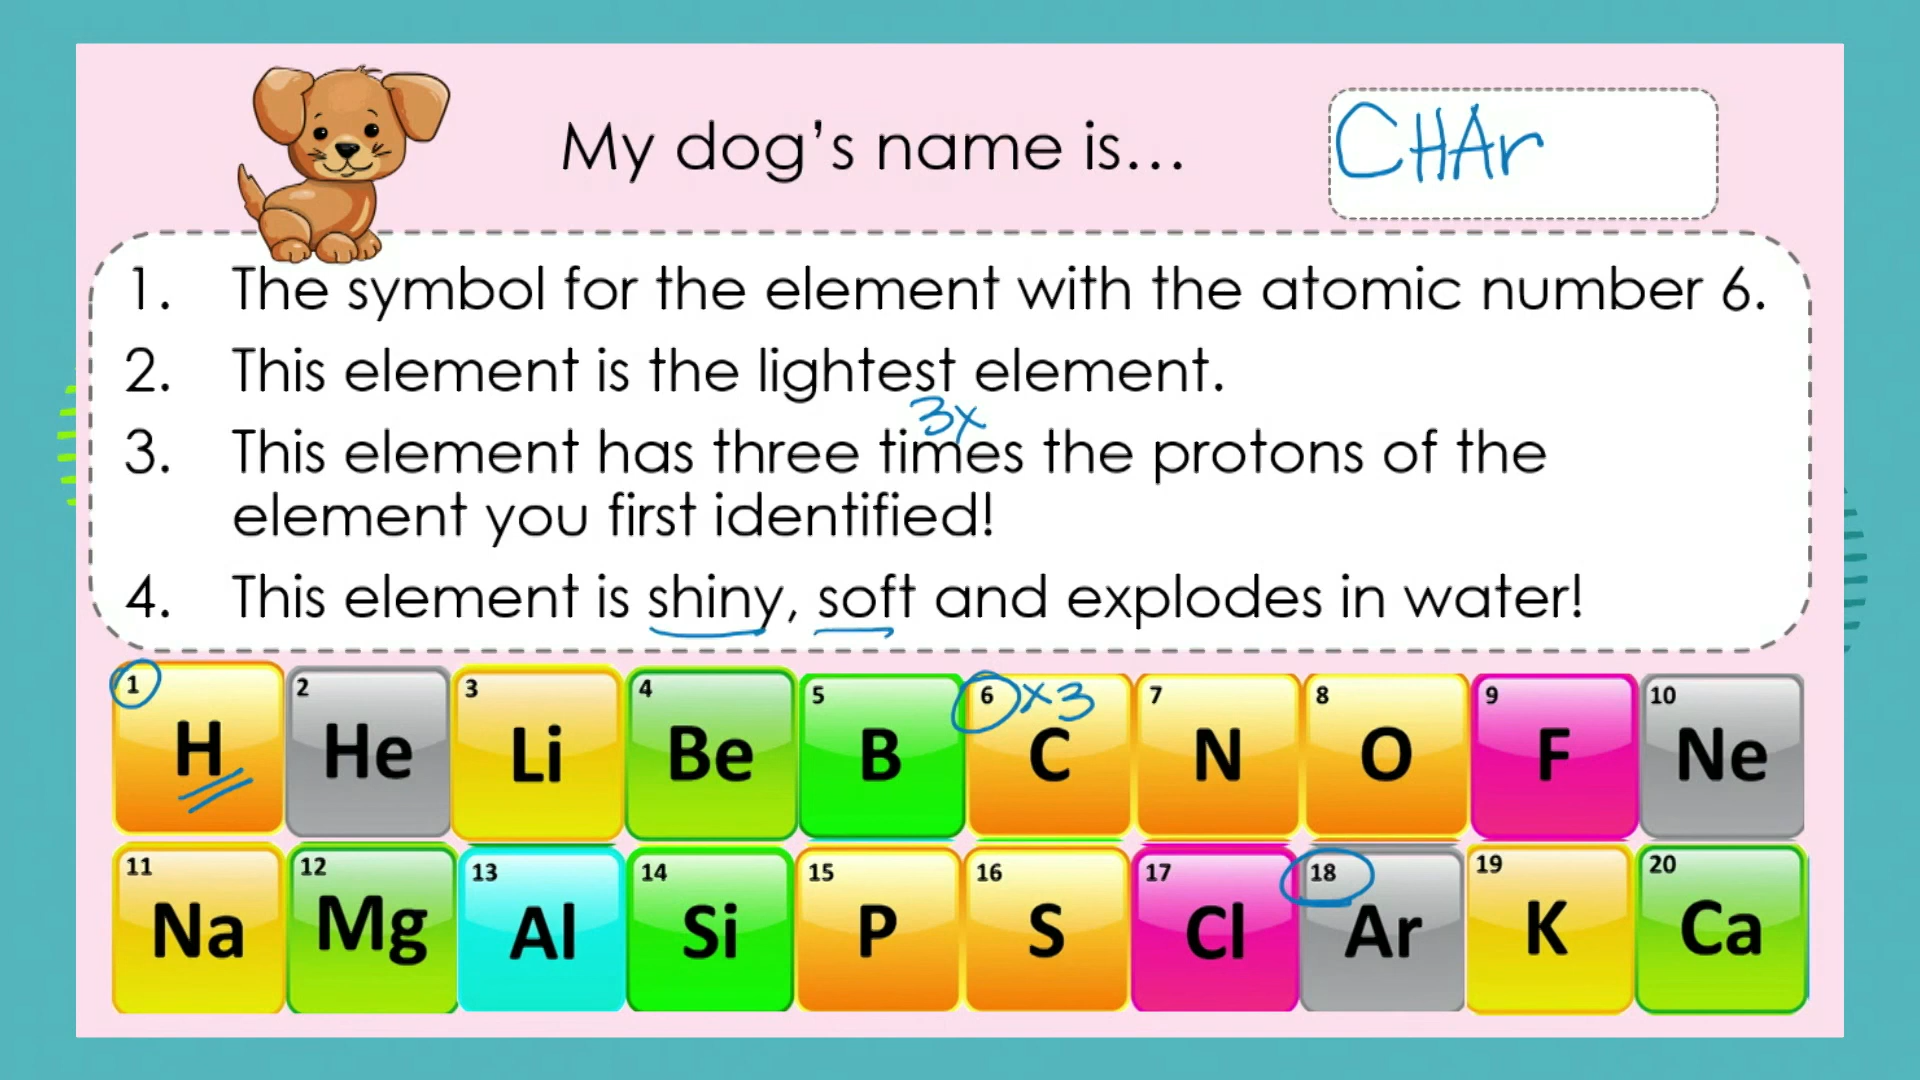 My dog's name is...
CHAr
1. The symbol for the element with the atomic number 6.
2. This element is the lightest element.
3x
3. This element has three times the protons of the
element you first identified!
4. This element is shiny, soft and explodes in water!
1 2 3 4 5 6 x3 7 8 9 10
H He Li Be B C N O F Ne
11 12 13 14 15 16 17 18 19 20
Na Mg Al Si P S Cl Ar K Ca